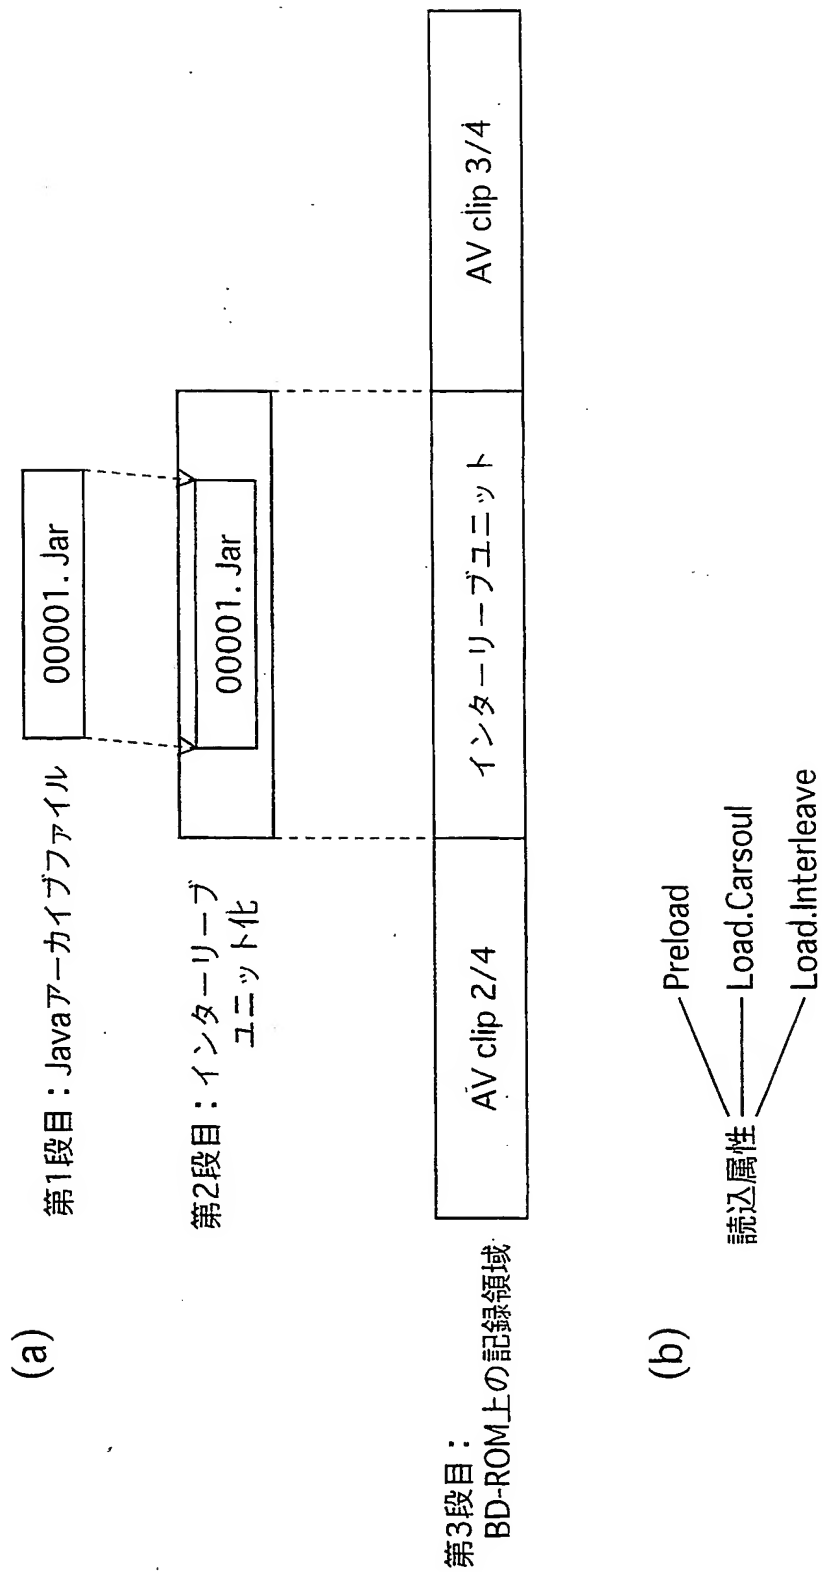 (a)
第1段目：Javaアーカイブファイル
00001. Jar
第2段目：インターリーブ
ユニット化
00001. Jar
第3段目：
BD-ROM上の記録領域
AV clip 2/4
インターリーブユニット
AV clip 3/4
(b)
読込属性
Preload
Load.Carsoul
Load.Interleave